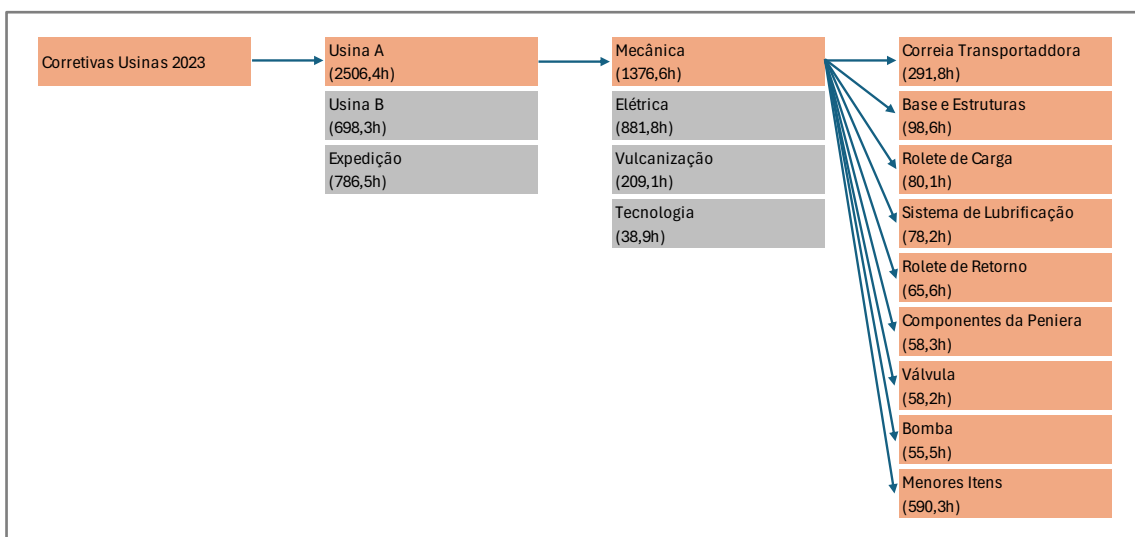 Corretivas Usinas 2023
Usina A
(2506,4h)
Usina B
(698,3h)
Expedição
(786,5h)
Mecânica
(1376,6h)
Elétrica
(881,8h)
Vulcanização
(209,1h)
Tecnologia
(38,9h)
Correia Transportaddora
(291,8h)
Base e Estruturas
(98,6h)
Rolete de Carga
(80,1h)
Sistema de Lubrificação
(78,2h)
Rolete de Retorno
(65,6h)
Componentes da Peniera
(58,3h)
Válvula
(58,2h)
Bomba
(55,5h)
Menores Itens
(590,3h)